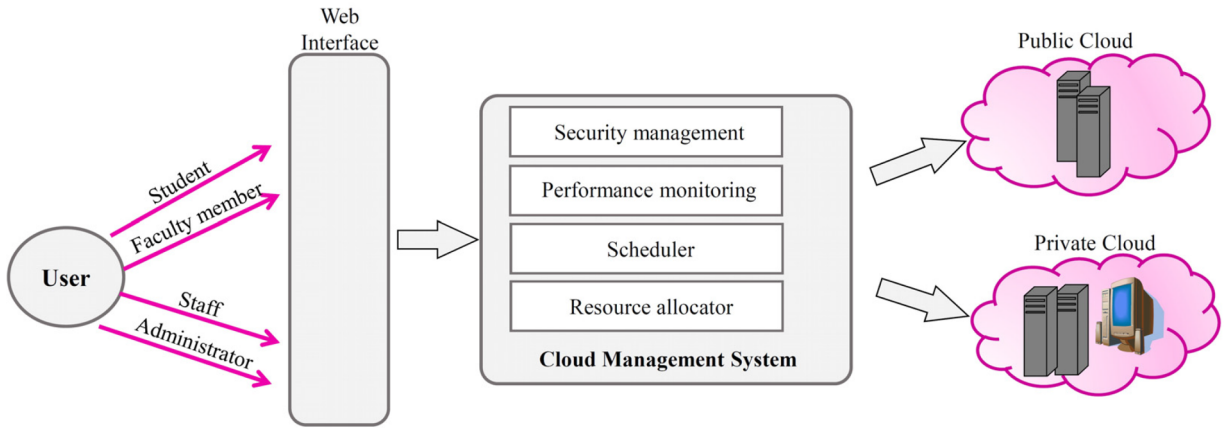 Web
Interface
Student
Faculty member
User
Staff
Administrator
Security management
Performance monitoring
Scheduler
Resource allocator
Cloud Management System
Public Cloud
Private Cloud